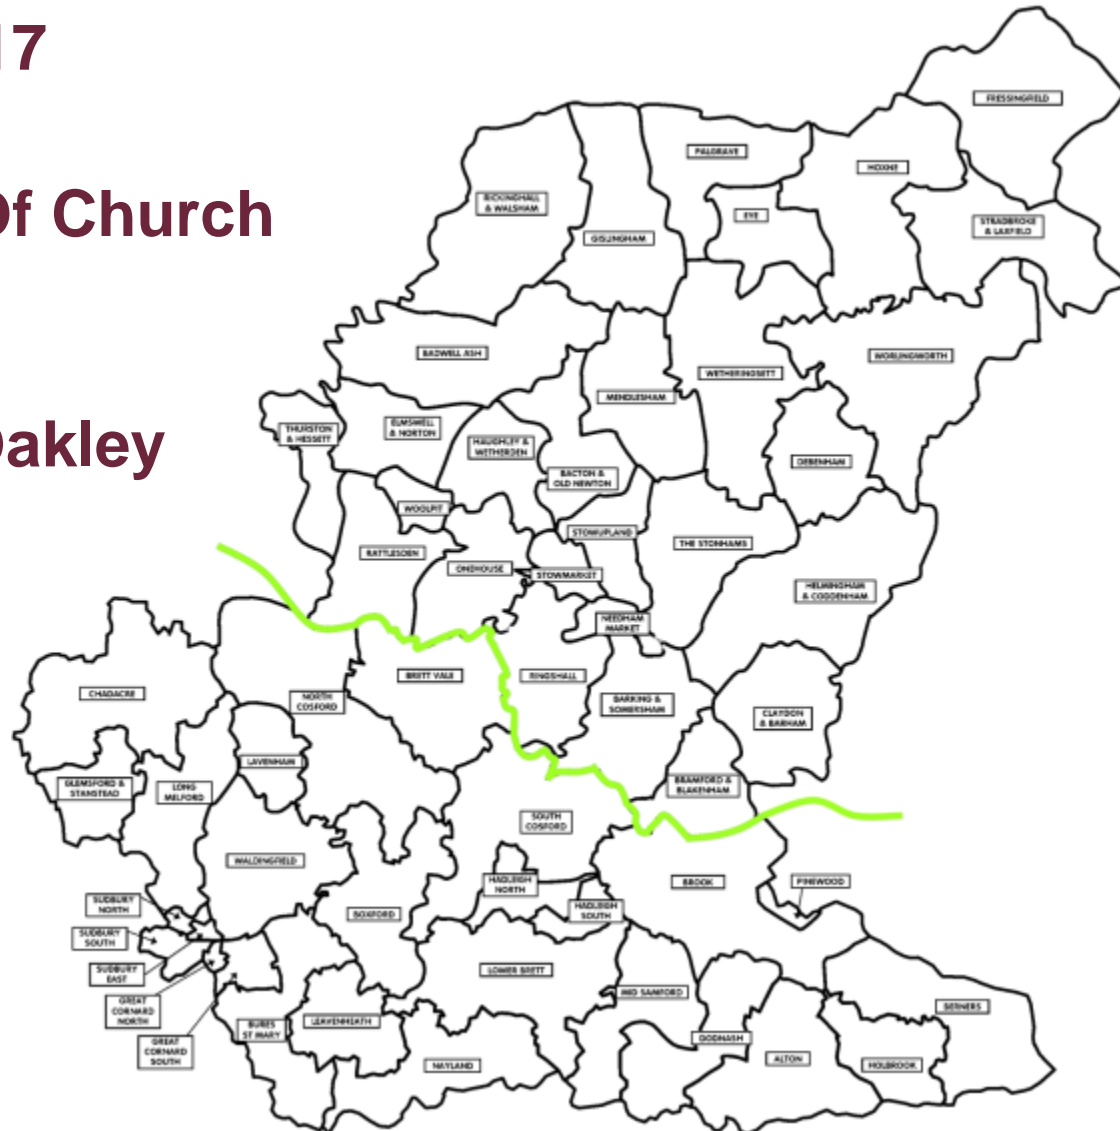 17
Of Church
Oakley
FRESSINGFIELD
PALGRAVE
HOXNE
RICKINGHALL
& WALSHAM
EYE
STRADBROKE
& LAXFIELD
GISLINGHAM
BADWELL ASH
WORLINGWORTH
WETHERINGSETT
MENDLESHAM
THURSTON
& HESSETT
ELMSWELL
& NORTON
HAUGHLEY &
WETHERDEN
DEBENHAM
BACTON &
OLD NEWTON
WOOLPIT
STOWUPLAND
THE STONHAMS
RATTLESDEN
ONEHOUSE
STOWMARKET
HELMINGHAM
& CODDENHAM
NEEDHAM
MARKET
BRETT VALE
RINGSHALL
CHADACRE
NORTH
COSFORD
BARKING &
SOMERSHAM
CLAYDON
& BARHAM
LAVENHAM
GLEMSFORD &
STANSTEAD
LONG
MELFORD
BRAMFORD &
BLAKENHAM
SOUTH
COSFORD
WALDINGFIELD
HADLEIGH
NORTH
BROOK
PINEWOOD
SUDBURY
NORTH
BOXFORD
HADLEIGH
SOUTH
SUDBURY
SOUTH
SUDBURY
EAST
LOWER BRETT
MID SAMFORD
GREAT
CORNARD
NORTH
BERNERS
BURES
ST MARY
LEAVENHEATH
GREAT
CORNARD
SOUTH
DODNASH
ALTON
NAYLAND
HOLBROOK